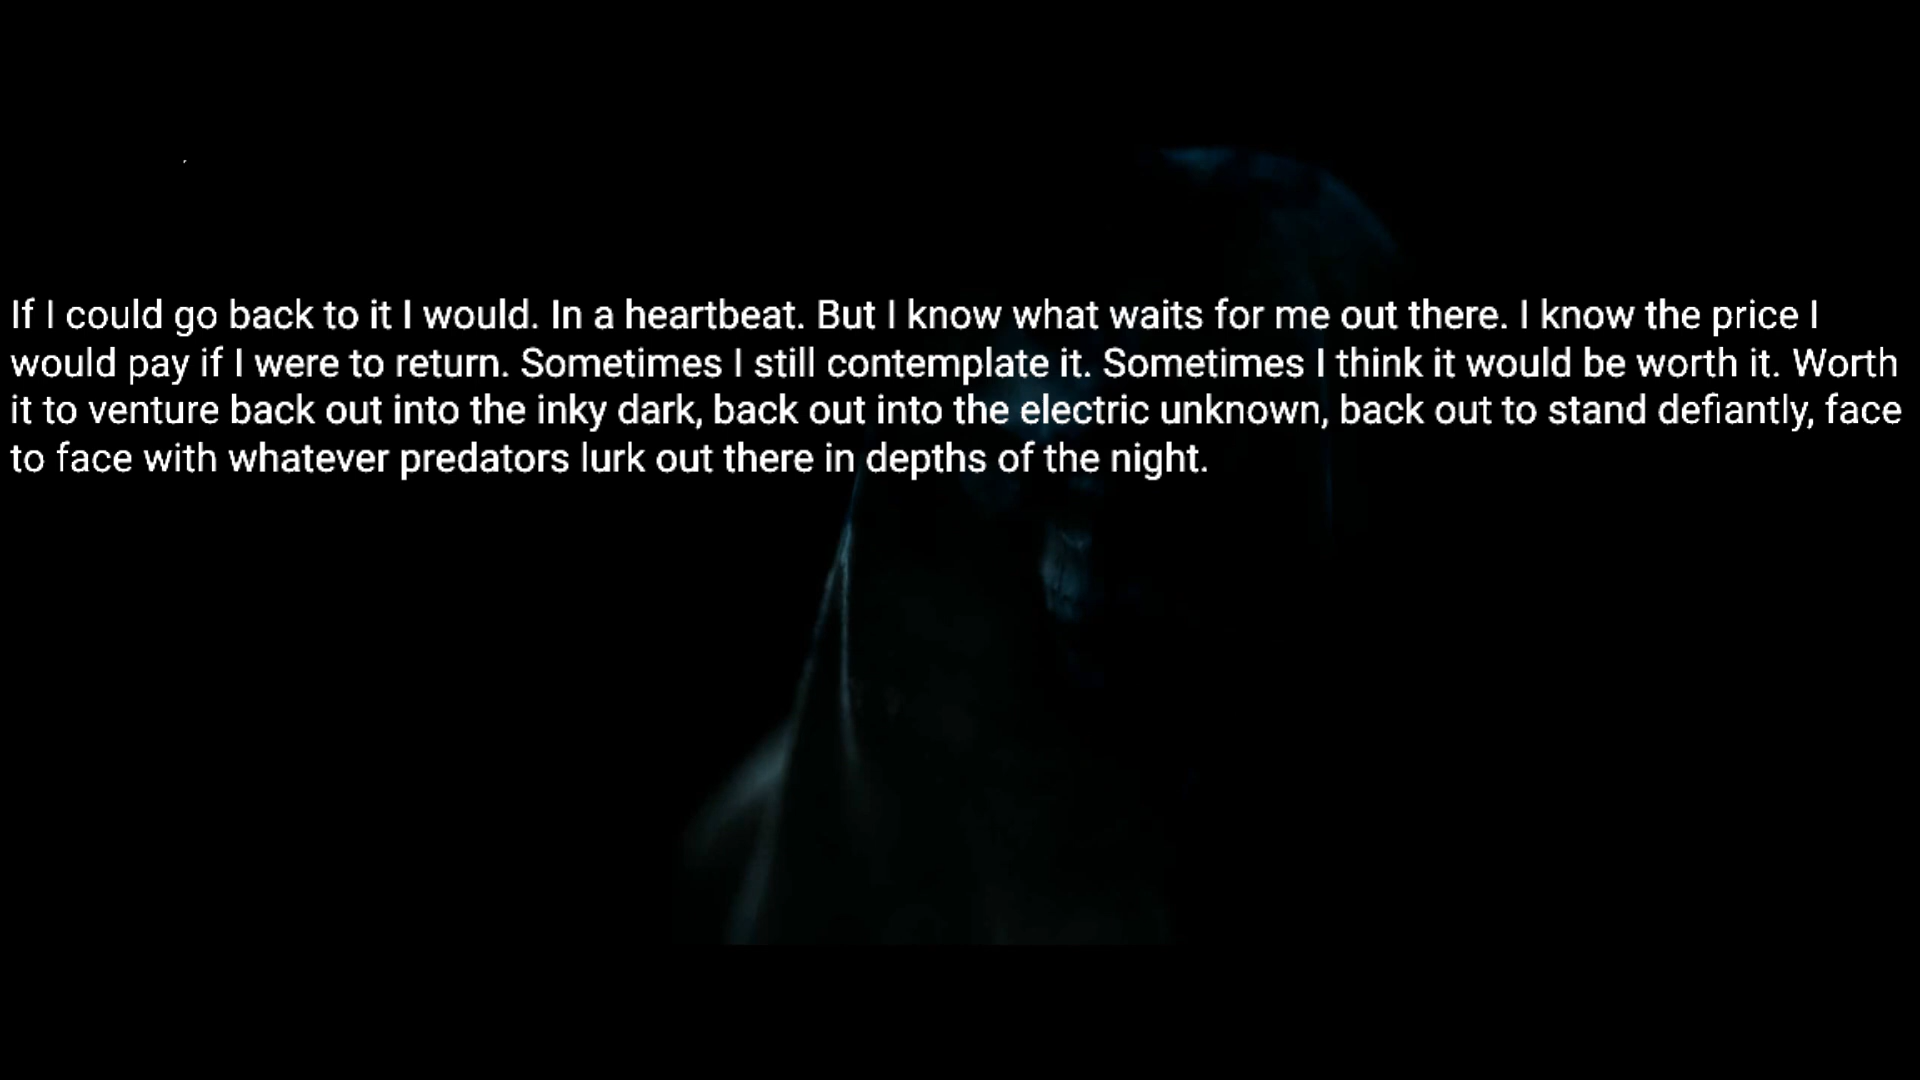 If I could go back to it I would. In a heartbeat. But I know what waits for me out there. I know the price I
would pay if I were to return. Sometimes I still contemplate it. Sometimes I think it would be worth it. Worth
it to venture back out into the inky dark, back out into the electric unknown, back out to stand defiantly, face
to face with whatever predators lurk out there in depths of the night.